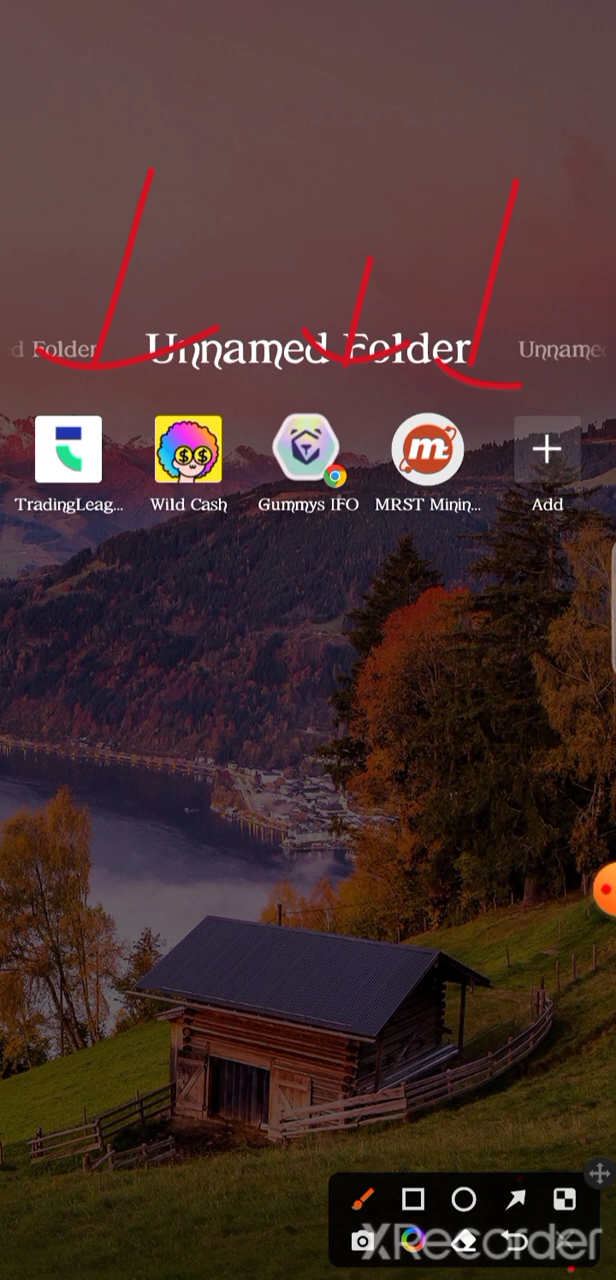 d Folder Unnamed Folder Unname
TradingLeag... Wild Cash Gummys IFO MRST Minin... Add
XRecorder